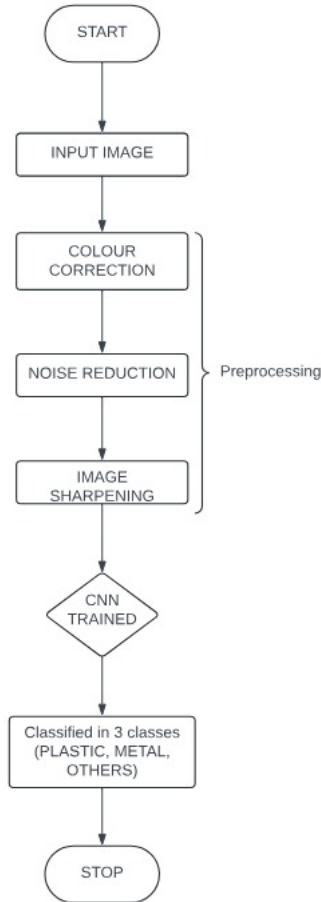 START
INPUT IMAGE
COLOUR
CORRECTION
NOISE REDUCTION
Preprocessing
IMAGE
SHARPENING
CNN
TRAINED
Classified in 3 classes
(PLASTIC, METAL,
OTHERS)
STOP